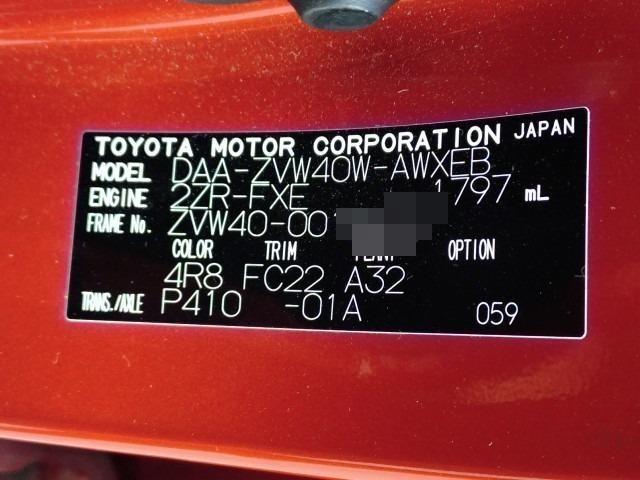 TOYOTA MOTOR CORPORATION JAPAN
MODEL DAA-ZVW40W-AWXEB
ENGINE 2ZR-FXE 1797 mL
FRAME No. ZVW40-00
COLOR TRIM PLANT OPTION
4R8 FC22 A32
TRANS./AXLE P410 -01A 059